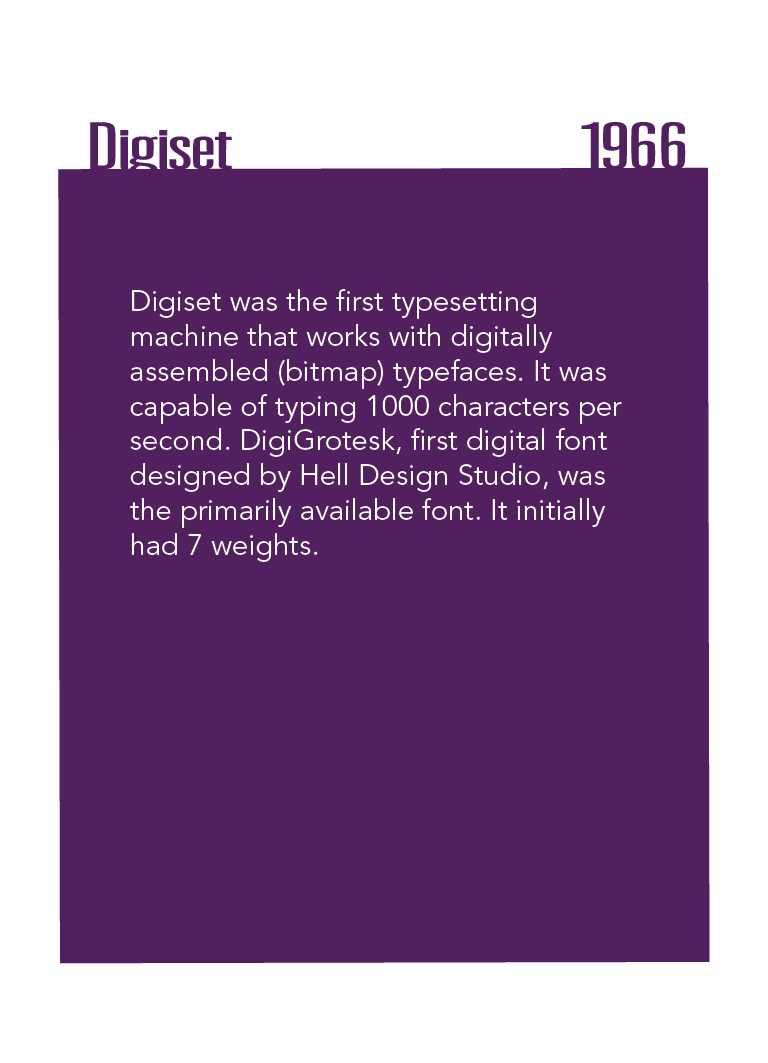 Digiset 1966
Digiset was the first typesetting
machine that works with digitally
assembled (bitmap) typefaces. It was
capable of typing 1000 characters per
second. DigiGrotesk, first digital font
designed by Hell Design Studio, was
the primarily available font. It initially
had 7 weights.